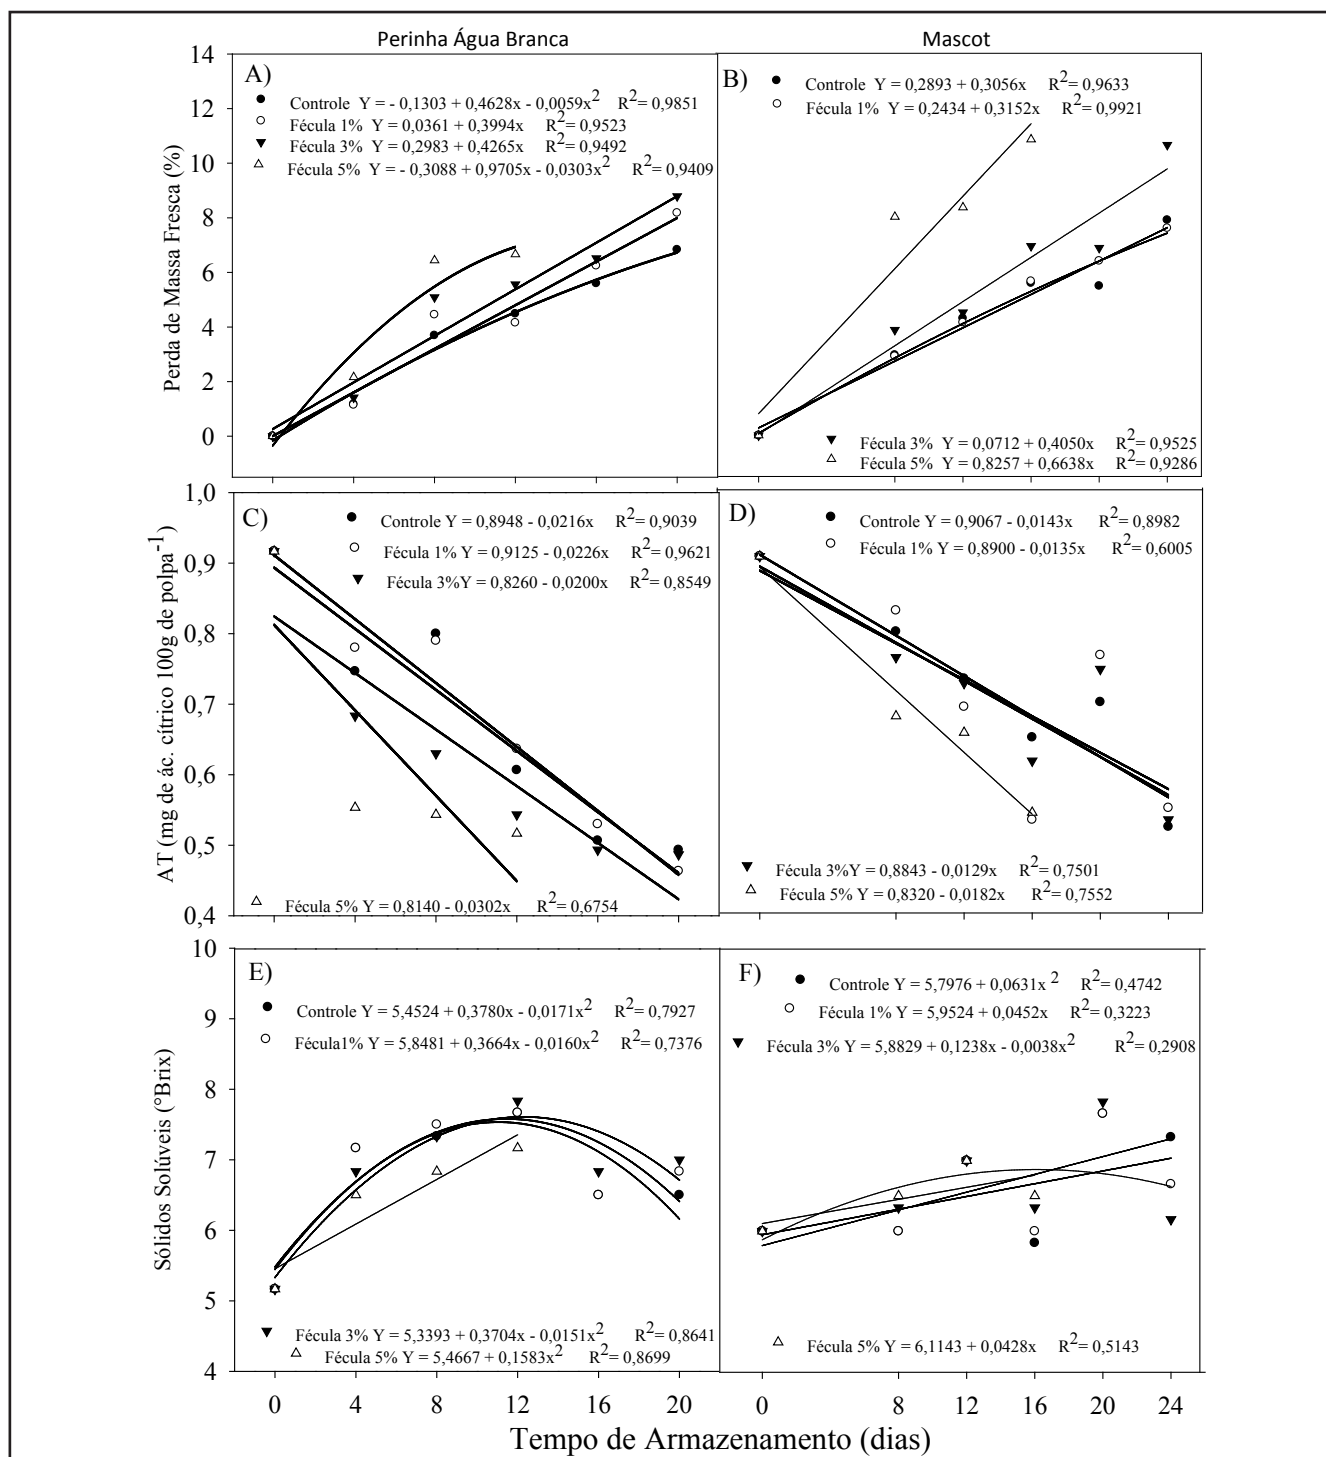 Perinha Água Branca
Mascot
Perda de Massa Fresca (%)
14
12
10
8
6
4
2
0
A)
Controle Y = - 0,1303 + 0,4628x - 0,0059x² R²= 0,9851
Fécula 1% Y = 0,0361 + 0,3994x R²= 0,9523
Fécula 3% Y = 0,2983 + 0,4265x R²= 0,9492
Fécula 5% Y = - 0,3088 + 0,9705x - 0,0303x² R²= 0,9409
B)
Controle Y = 0,2893 + 0,3056x R²= 0,9633
Fécula 1% Y = 0,2434 + 0,3152x R²= 0,9921
Fécula 3% Y = 0,0712 + 0,4050x R²= 0,9525
Fécula 5% Y = 0,8257 + 0,6638x R²= 0,9286
AT (mg de ác. cítrico 100g de polpa⁻¹
1,0
0,9
0,8
0,7
0,6
0,5
0,4
C)
Controle Y = 0,8948 - 0,0216x R²= 0,9039
Fécula 1% Y = 0,9125 - 0,0226x R²= 0,9621
Fécula 3%Y = 0,8260 - 0,0200x R²= 0,8549
Fécula 5% Y = 0,8140 - 0,0302x R²= 0,6754
D)
Controle Y = 0,9067 -0,0143x R²= 0,8982
Fécula 1% Y = 0,8900 - 0,0135x R²= 0,6005
Fécula 3%Y = 0,8843 - 0,0129x R²= 0,7501
Fécula 5% Y = 0,8320 - 0,0182x R²= 0,7552
Sólidos Solúveis (°Brix)
10
9
8
7
6
5
4
E)
Controle Y = 5,4524 + 0,3780x - 0,0171x² R²= 0,7927
Fécula1% Y = 5,8481 + 0,3664x - 0,0160x² R²= 0,7376
Fécula 3% Y = 5,3393 + 0,3704x - 0,0151x² R²= 0,8641
Fécula 5% Y = 5,4667 + 0,1583x² R²= 0,8699
F)
Controle Y = 5,7976 + 0,0631x ² R²= 0,4742
Fécula 1% Y = 5,9524 + 0,0452x R²= 0,3223
Fécula 3% Y = 5,8829 + 0,1238x -0,0038x² R²= 0,2908
Fécula 5% Y = 6,1143 + 0,0428x R²= 0,5143
0 4 8 12 16 20
0 8 12 16 20 24
Tempo de Armazenamento (dias)